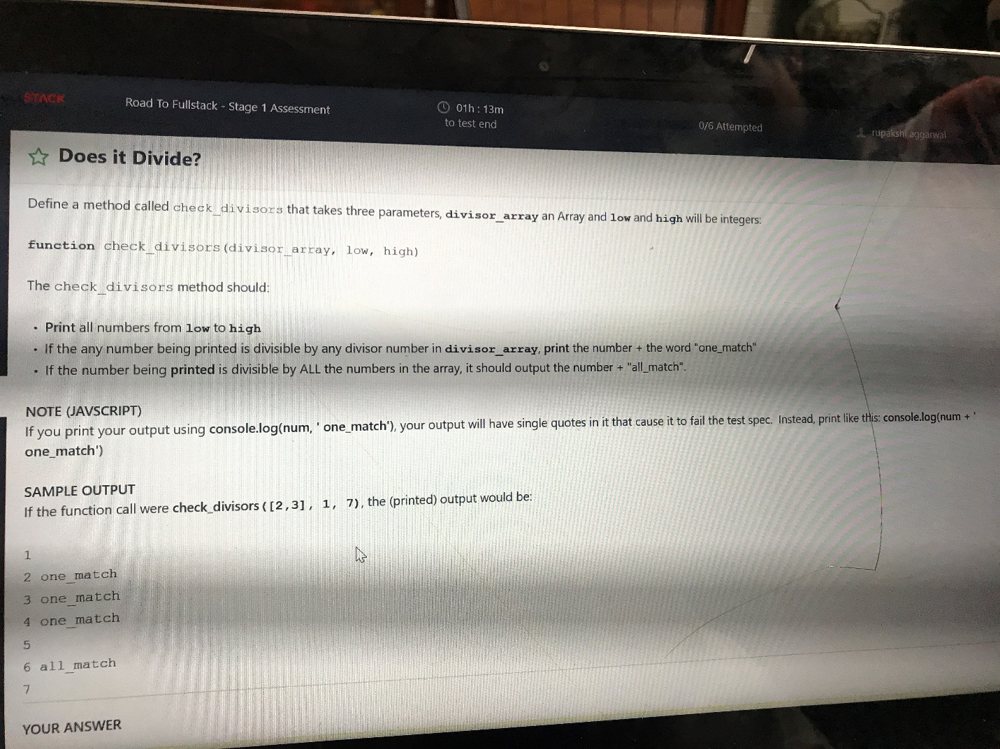 STACK
Road To Fullstack - Stage 1 Assessment
01h : 13m
to test end
0/6 Attempted
rupakshi aggarwal
Does it Divide?
Define a method called check_divisors that takes three parameters, divisor_array an Array and low and high will be integers:
function check_divisors(divisor_array, low, high)
The check_divisors method should:
• Print all numbers from low to high
• If the any number being printed is divisible by any divisor number in divisor_array, print the number + the word "one_match"
• If the number being printed is divisible by ALL the numbers in the array, it should output the number + "all_match".
NOTE (JAVSCRIPT)
If you print your output using console.log(num, ' one_match'), your output will have single quotes in it that cause it to fail the test spec. Instead, print like this: console.log(num + '
one_match')
SAMPLE OUTPUT
If the function call were check_divisors([2,3], 1, 7), the (printed) output would be:
1
2 one_match
3 one_match
4 one_match
5
6 all_match
7
YOUR ANSWER